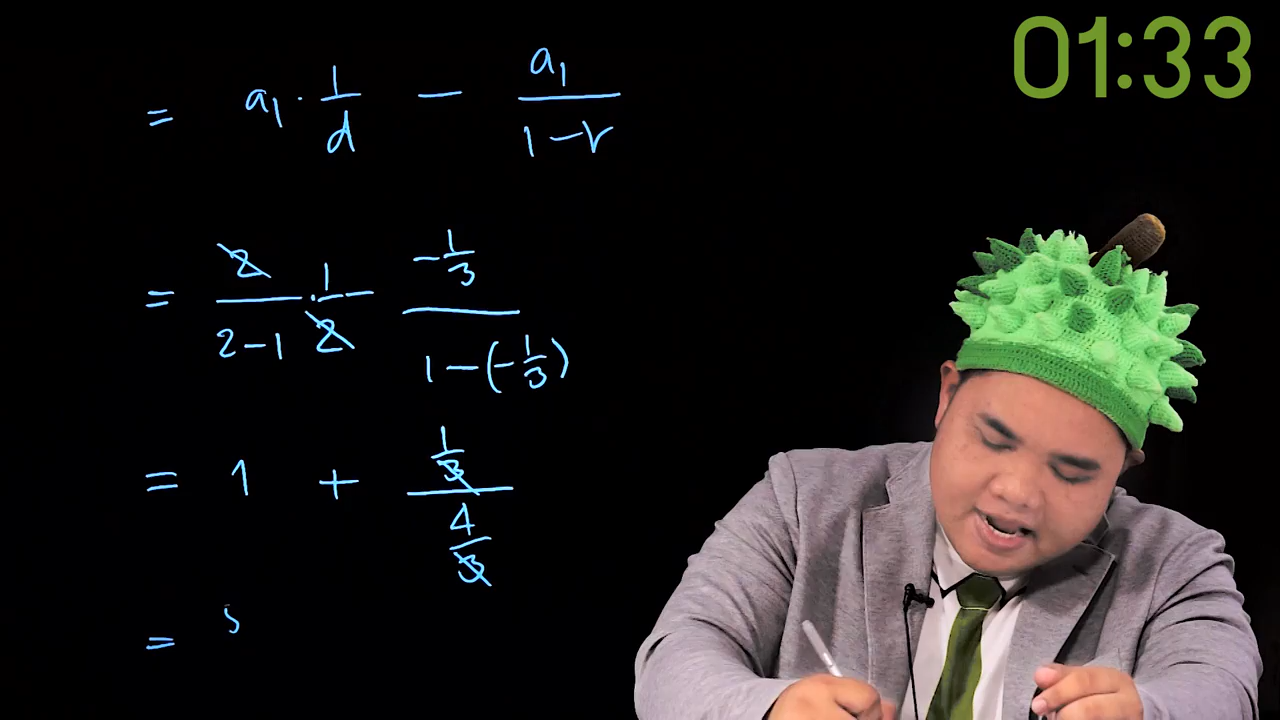 01:33
= a₁ · 1/d − a₁/(1−r)
= 2/(2−1) · 1/2 − (−1/3)/(1−(−1/3))
= 1 + (1/3)/(4/3)
= 5